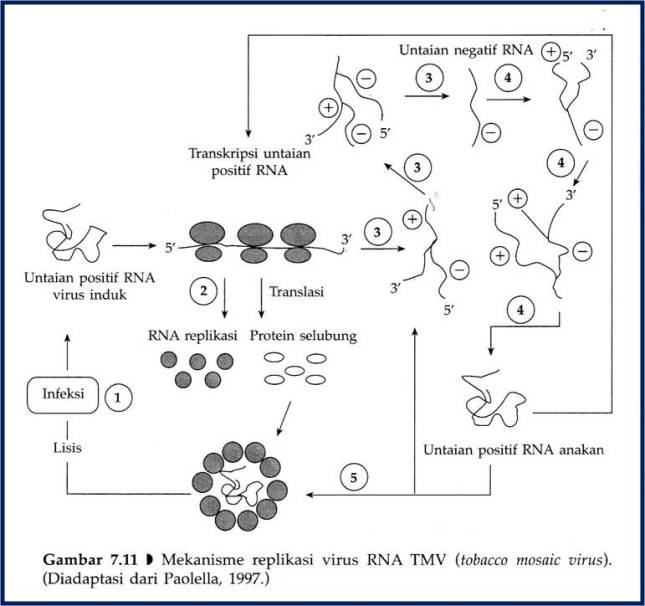 Untaian negatif RNA
+ 5' 3'
−
3
4
+
−
−
3'
5'
−
Transkripsi untaian
positif RNA
3
4
3'
5' +
+
−
+
−
3'
5'
5'
3'
3
Untaian positif RNA
virus induk
2
Translasi
4
RNA replikasi Protein selubung
Infeksi
1
Lisis
Untaian positif RNA anakan
5
Gambar 7.11 ◗ Mekanisme replikasi virus RNA TMV (tobacco mosaic virus).
(Diadaptasi dari Paolella, 1997.)